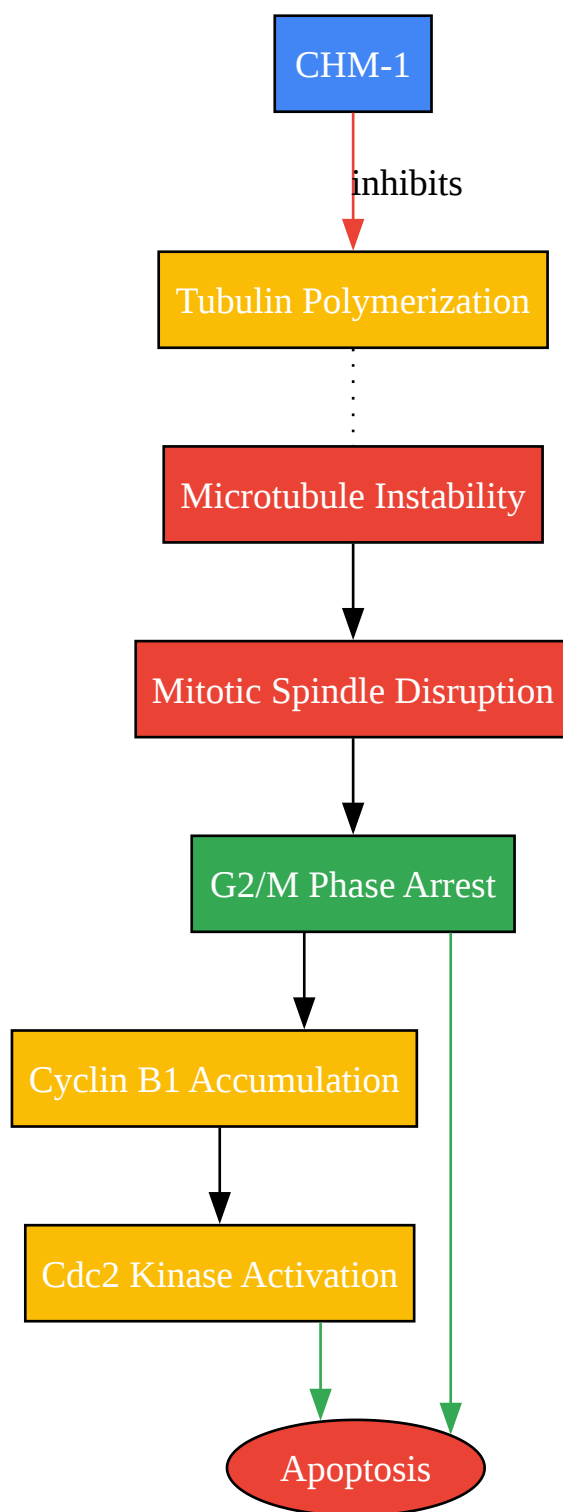 CHM-1
inhibits
Tubulin Polymerization
Microtubule Instability
Mitotic Spindle Disruption
G2/M Phase Arrest
Cyclin B1 Accumulation
Cdc2 Kinase Activation
Apoptosis